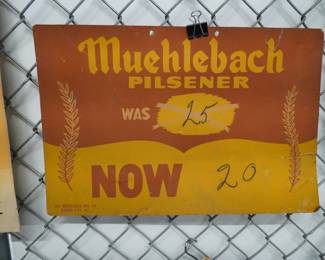 Muehlebach
PILSENER
WAS 25
NOW 20